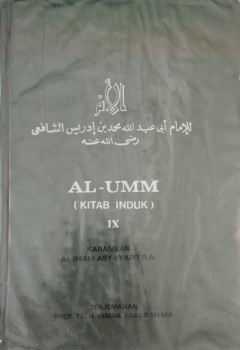 الأم
للإمام أبي عبد الله محمد بن إدريس الشافعي
رضي الله عنه
AL-UMM
( KITAB INDUK )
IX
KARANGAN
AL IMAM ASY-SYAFI'I R.A.
TERJEMAHAN
PROF. TK. H. ISMAIL YAKUB SH-MA